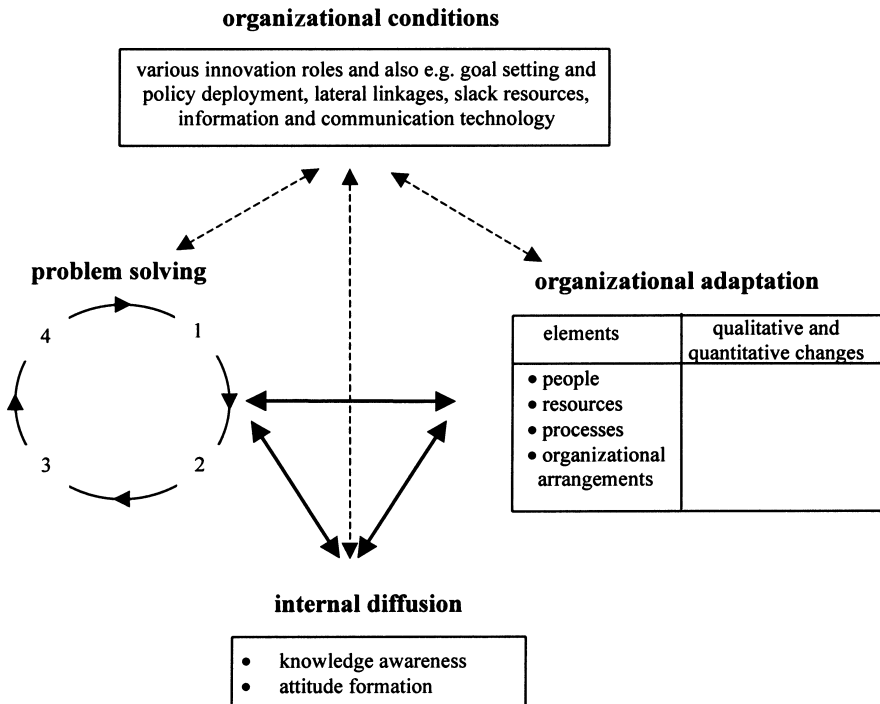 organizational conditions
various innovation roles and also e.g. goal setting and
policy deployment, lateral linkages, slack resources,
information and communication technology
problem solving
4
1
3
2
organizational adaptation
elements
qualitative and
quantitative changes
• people
• resources
• processes
• organizational
arrangements
internal diffusion
• knowledge awareness
• attitude formation